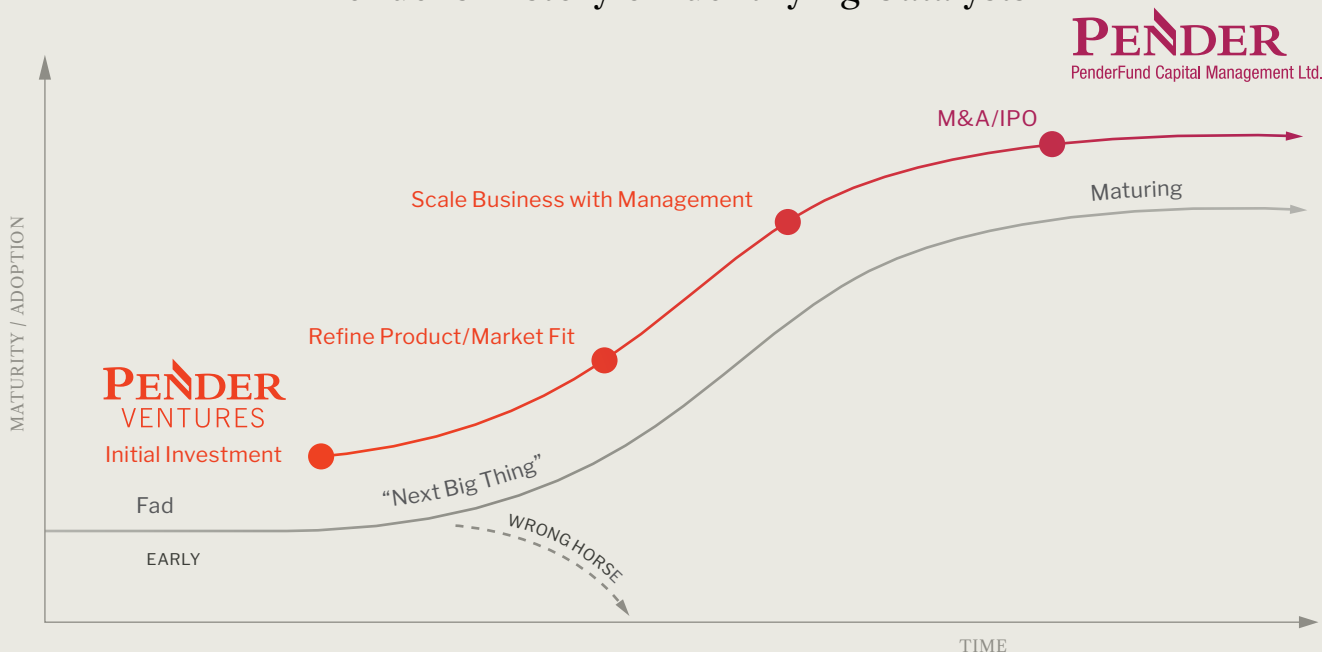 PENDER
PenderFund Capital Management Ltd.
M&A/IPO
Maturing
Scale Business with Management
Refine Product/Market Fit
PENDER
VENTURES
Initial Investment
"Next Big Thing"
Fad
WRONG HORSE
EARLY
MATURITY / ADOPTION
TIME